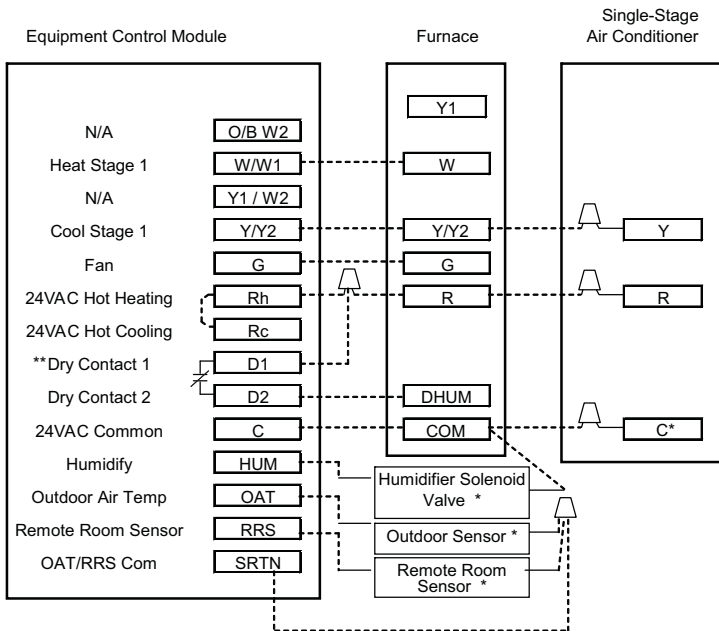 Single-Stage
Equipment Control Module Furnace Air Conditioner
Y1
N/A O/B W2
Heat Stage 1 W/W1 W
N/A Y1 / W2
Cool Stage 1 Y/Y2 Y/Y2 Y
Fan G G
24VAC Hot Heating Rh R R
24VAC Hot Cooling Rc
**Dry Contact 1 D1
Dry Contact 2 D2 DHUM
24VAC Common C COM C*
Humidify HUM
Humidifier Solenoid
Valve *
Outdoor Air Temp OAT
Outdoor Sensor *
Remote Room Sensor RRS
Remote Room
Sensor *
OAT/RRS Com SRTN